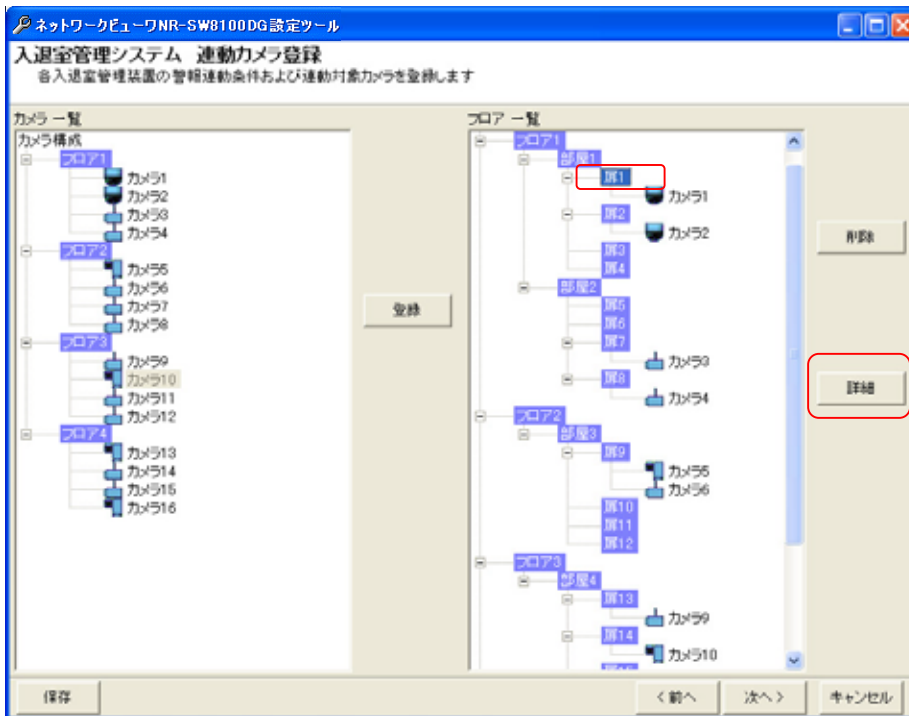 ネットワークビューワNR-SW8100DG設定ツール
入退室管理システム 連動カメラ登録
各入退室管理装置の警報連動条件および連動対象カメラを登録します
カメラ 一覧
カメラ構成
フロア1
カメラ1
カメラ2
カメラ3
カメラ4
フロア2
カメラ5
カメラ6
カメラ7
カメラ8
フロア3
カメラ9
カメラ10
カメラ11
カメラ12
フロア4
カメラ13
カメラ14
カメラ15
カメラ16
登録
フロア 一覧
フロア1
部屋1
扉1
カメラ1
扉2
カメラ2
扉3
扉4
部屋2
扉5
扉6
扉7
カメラ3
扉8
カメラ4
フロア2
部屋3
扉9
カメラ5
カメラ6
扉10
扉11
扉12
フロア3
部屋4
扉13
カメラ9
扉14
カメラ10
削除
詳細
保存
< 前へ
次へ >
キャンセル